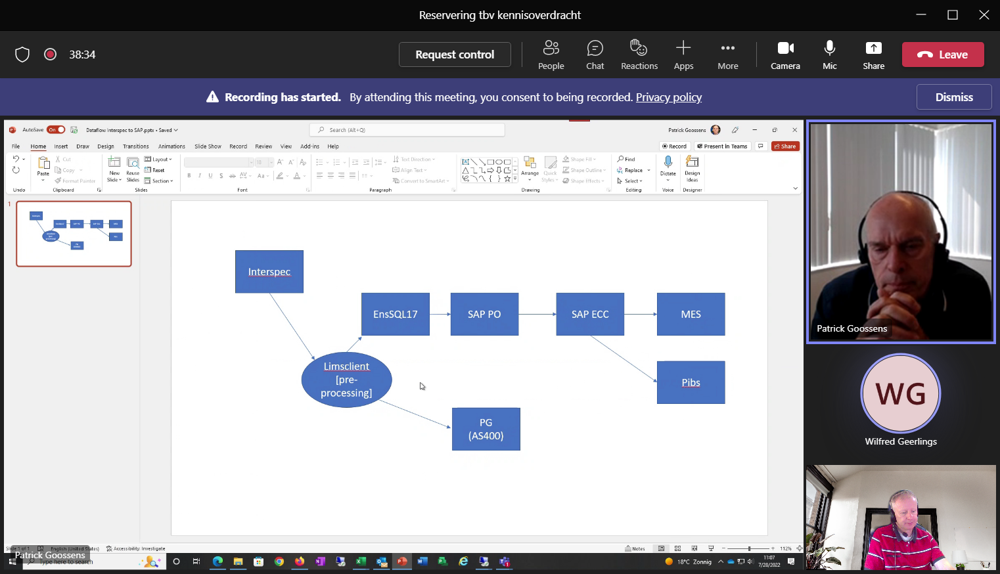 Reservering tbv kennisoverdracht
38:34
Request control
People
Chat
Reactions
Apps
More
Camera
Mic
Share
Leave
Recording has started. By attending this meeting, you consent to being recorded. Privacy policy
Dismiss
AutoSave On
Dataflow Interspec to SAP.pptx • Saved
Search (Alt+Q)
Patrick Goossens
File Home Insert Draw Design Transitions Animations Slide Show Record Review View Add-ins Help
Record
Present in Teams
Share
Paste
Cut
Copy
Format Painter
New Slide
Reuse Slides
Layout
Reset
Section
18
Text Direction
Align Text
Convert to SmartArt
Arrange
Quick Styles
Shape Fill
Shape Outline
Shape Effects
Find
Replace
Select
Dictate
Design Ideas
Undo
Clipboard
Slides
Font
Paragraph
Drawing
Editing
Voice
Designer
1
Interspec
EnsSQL17
SAP PO
SAP ECC
MES
Limsclient
[pre-
processing]
Pibs
PG
(AS400)
Patrick Goossens
WG
Wilfred Geerlings
Slide 1 of 1
English (United States)
Accessibility: Investigate
Notes
112%
Patrick Goossens
Type here to search
18°C Zonnig
11:07
7/28/2022